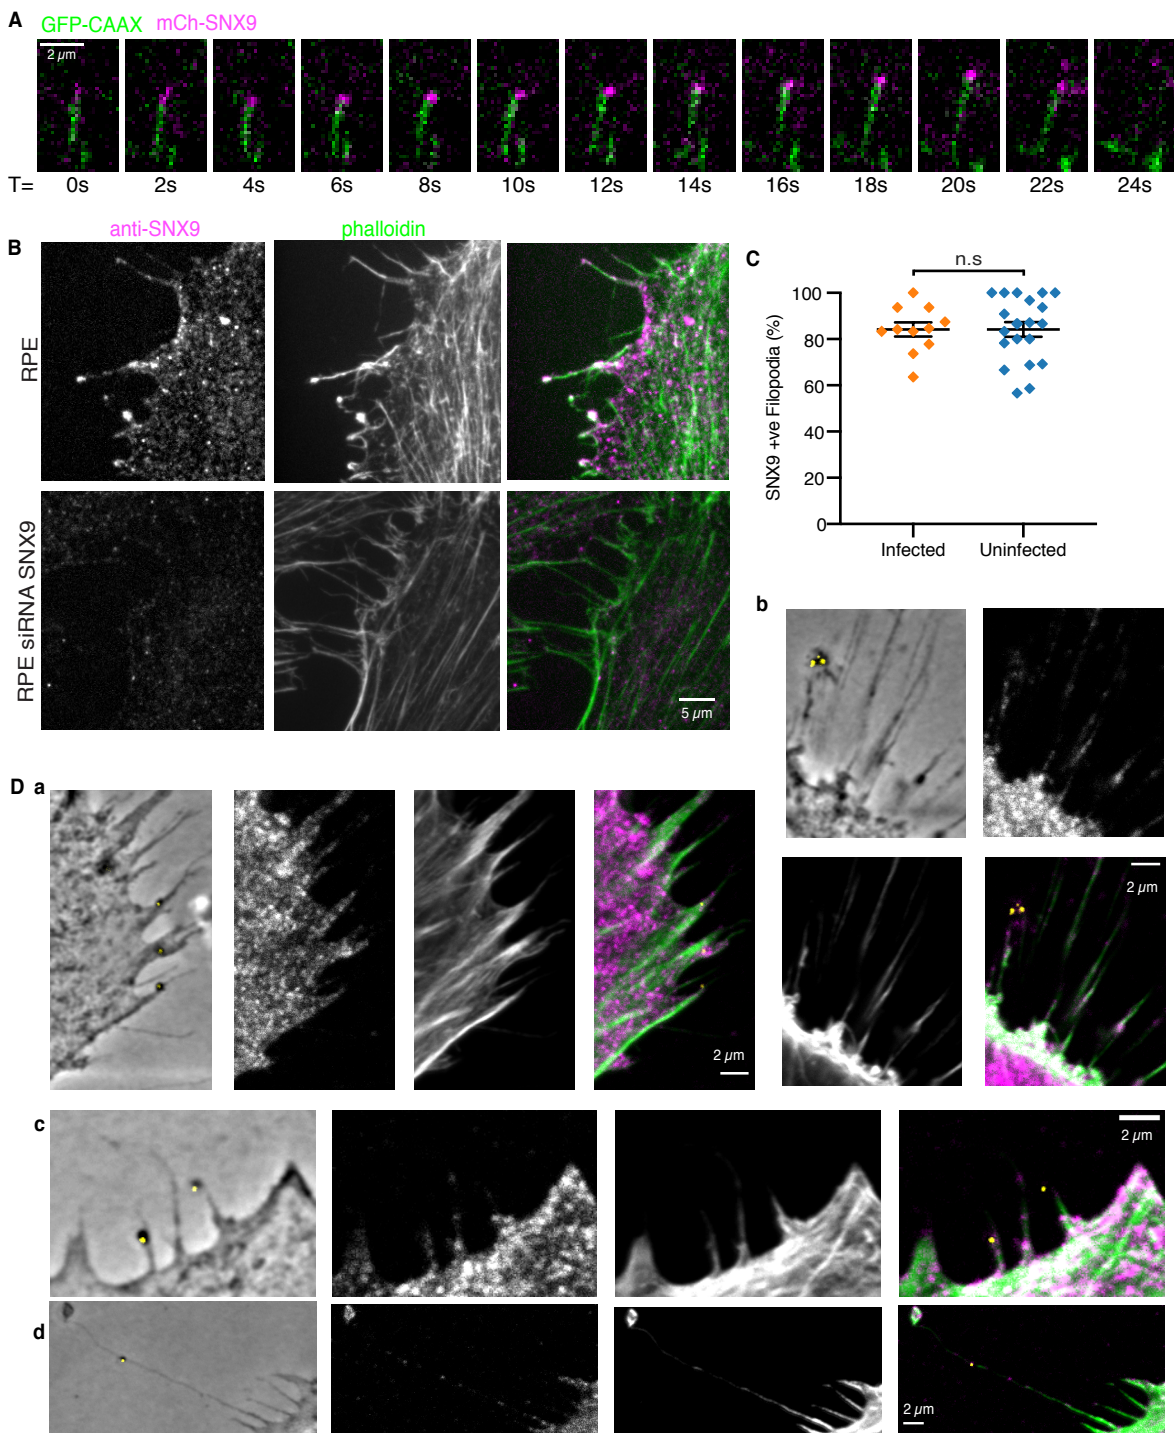 A
GFP-CAAX mCh-SNX9
2 µm
T= 0s 2s 4s 6s 8s 10s 12s 14s 16s 18s 20s 22s 24s
B
anti-SNX9 phalloidin
RPE
RPE siRNA SNX9
5 µm
C
n.s
SNX9 +ve Filopodia (%)
100
80
60
40
20
0
Infected Uninfected
D a
2 µm
b
2 µm
c
2 µm
d
2 µm